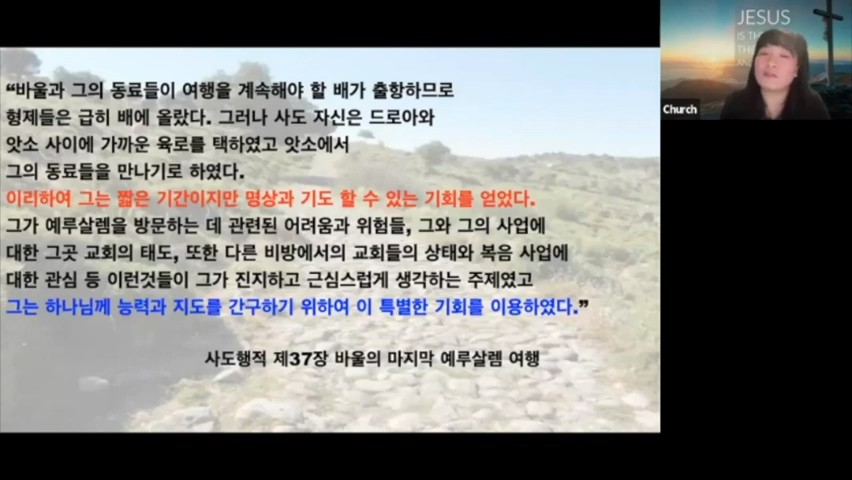 “바울과 그의 동료들이 여행을 계속해야 할 배가 출항하므로
형제들은 급히 배에 올랐다. 그러나 사도 자신은 드로아와
앗소 사이에 가까운 육로를 택하였고 앗소에서
그의 동료들을 만나기로 하였다.
이리하여 그는 짧은 기간이지만 명상과 기도 할 수 있는 기회를 얻었다.
그가 예루살렘을 방문하는 데 관련된 어려움과 위험들, 그와 그의 사업에
대한 그곳 교회의 태도, 또한 다른 비방에서의 교회들의 상태와 복음 사업에
대한 관심 등 이런것들이 그가 진지하고 근심스럽게 생각하는 주제였고
그는 하나님께 능력과 지도를 간구하기 위하여 이 특별한 기회를 이용하였다.”
사도행적 제37장 바울의 마지막 예루살렘 여행
JESUS
IS TH
TH
AN
Church